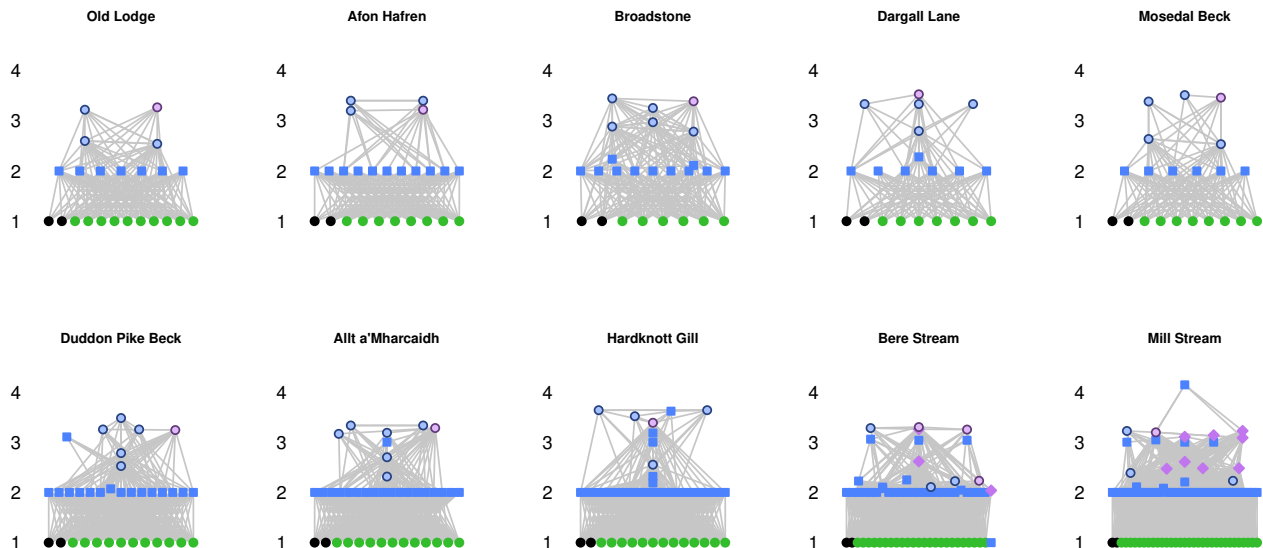 Old Lodge
Afon Hafren
Broadstone
Dargall Lane
Mosedal Beck
4 4 4 4 4
3 3 3 3 3
2 2 2 2 2
1 1 1 1 1
Duddon Pike Beck
Allt a'Mharcaidh
Hardknott Gill
Bere Stream
Mill Stream
4 4 4 4 4
3 3 3 3 3
2 2 2 2 2
1 1 1 1 1